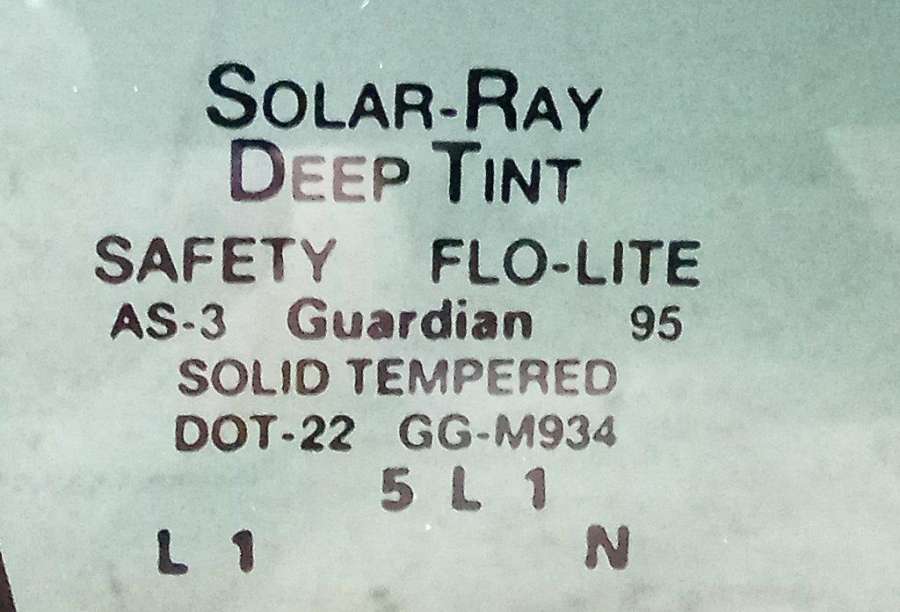 SOLAR-RAY
DEEP TINT
SAFETY FLO-LITE
AS-3 Guardian 95
SOLID TEMPERED
DOT-22 GG-M934
5 L 1
L 1 N